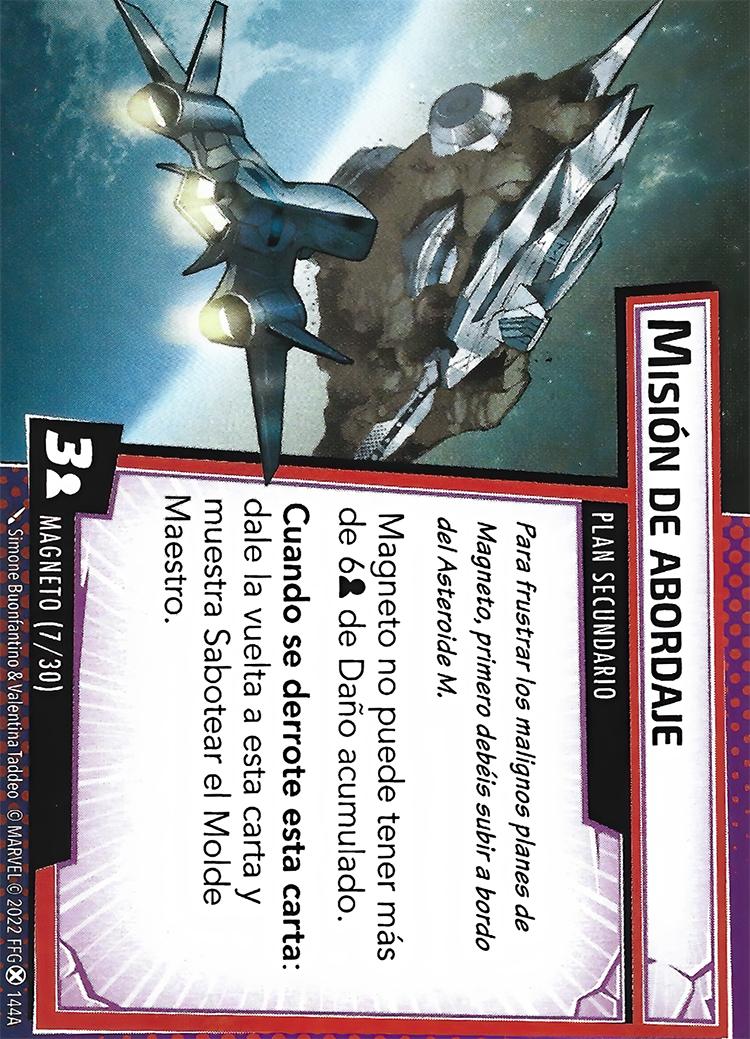 MISIÓN DE ABORDAJE
PLAN SECUNDARIO
Para frustrar los malignos planes de
Magneto, primero debéis subir a bordo
del Asteroide M.
Magneto no puede tener más
de 6 de Daño acumulado.
Cuando se derrote esta carta:
dale la vuelta a esta carta y
muestra Sabotear el Molde
Maestro.
3
MAGNETO (7/30)
Simone Buonfantino & Valentina Taddeo © MARVEL © 2022 FFG 144A